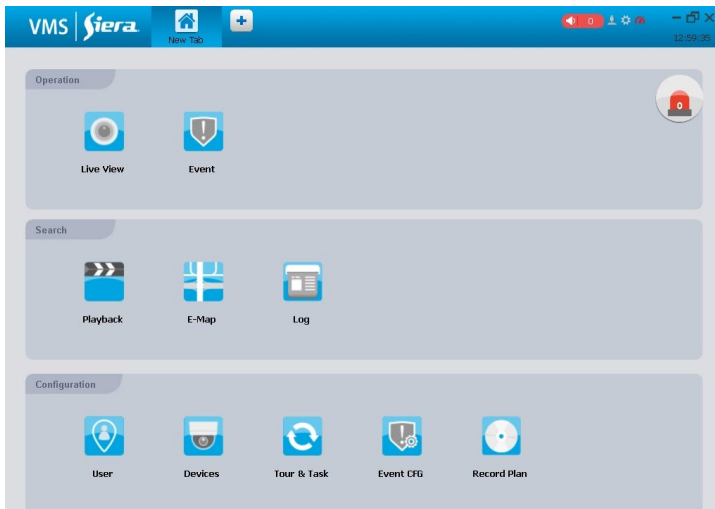 VMS Siera
New Tab
0
12:59:35
Operation
0
Live View
Event
Search
Playback
E-Map
Log
Configuration
User
Devices
Tour & Task
Event CFG
Record Plan